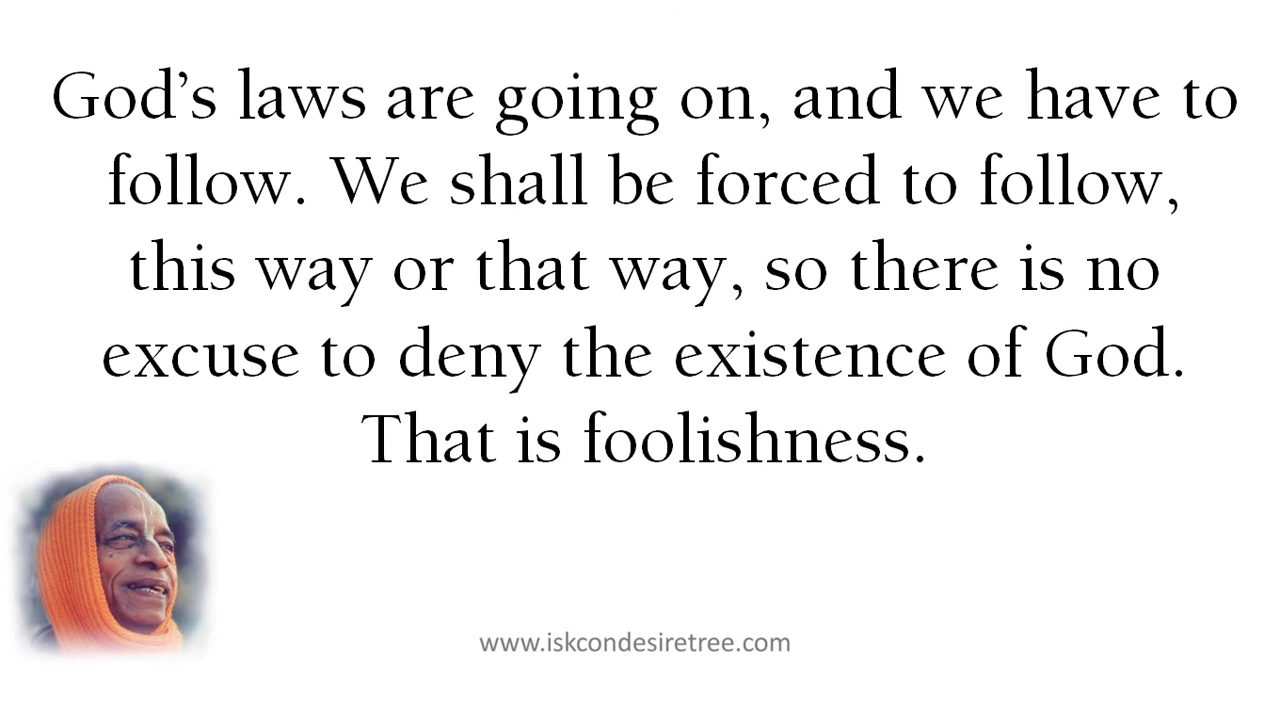 God’s laws are going on, and we have to
follow. We shall be forced to follow,
this way or that way, so there is no
excuse to deny the existence of God.
That is foolishness.
www.iskcondesiretree.com